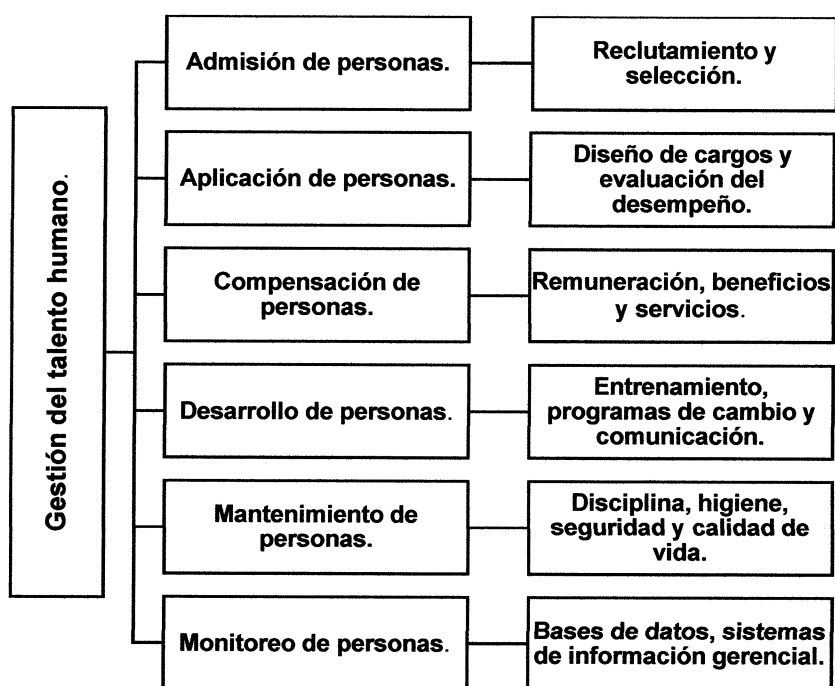 Gestión del talento humano.
Admisión de personas.
Reclutamiento y
selección.
Aplicación de personas.
Diseño de cargos y
evaluación del
desempeño.
Compensación de
personas.
Remuneración, beneficios
y servicios.
Desarrollo de personas.
Entrenamiento,
programas de cambio y
comunicación.
Mantenimiento de
personas.
Disciplina, higiene,
seguridad y calidad de
vida.
Monitoreo de personas.
Bases de datos, sistemas
de información gerencial.